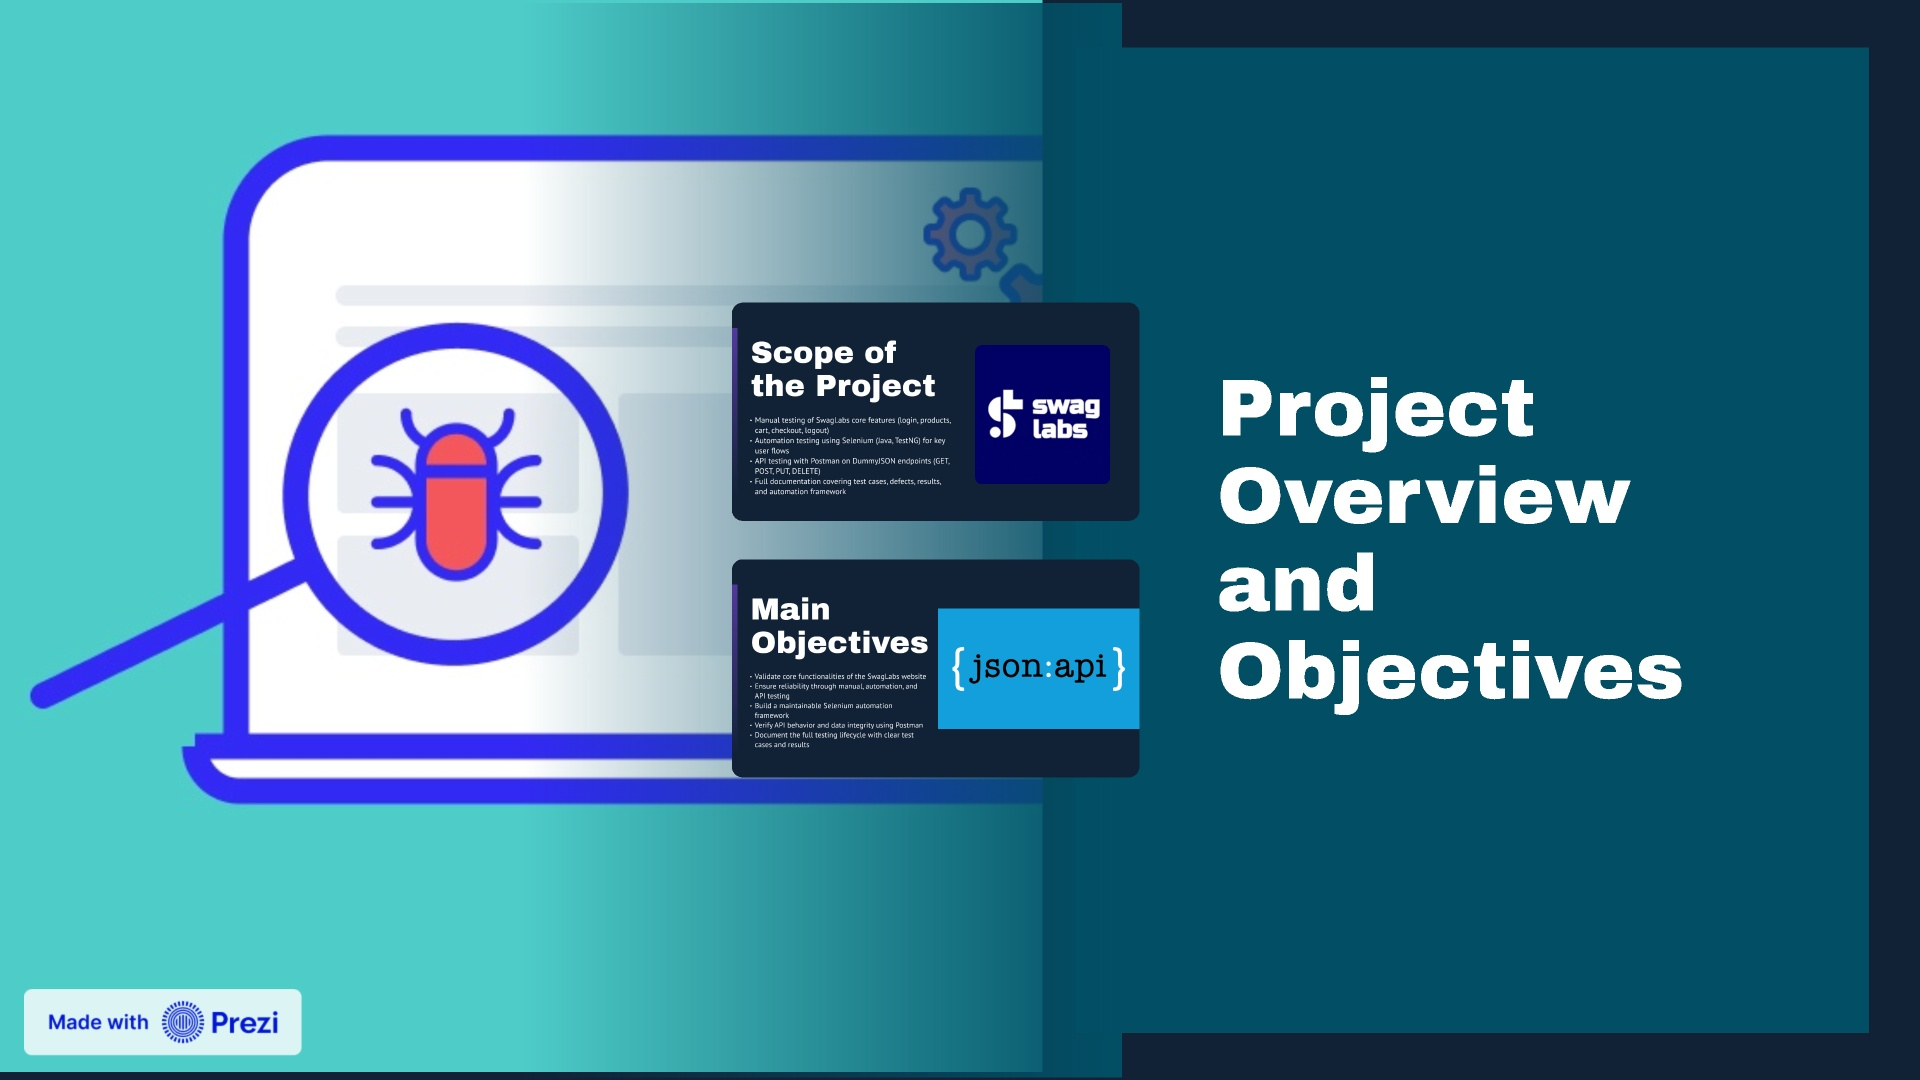 Scope of
the Project
• Manual testing of SwagLabs core features (login, products,
cart, checkout, logout)
• Automation testing using Selenium (Java, TestNG) for key
user flows
• API testing with Postman on DummyJSON endpoints (GET,
POST, PUT, DELETE)
• Full documentation covering test cases, defects, results,
and automation framework
swag
labs
Main
Objectives
• Validate core functionalities of the SwagLabs website
• Ensure reliability through manual, automation, and
API testing
• Build a maintainable Selenium automation
framework
• Verify API behavior and data integrity using Postman
• Document the full testing lifecycle with clear test
cases and results
{json:api}
Project
Overview
and
Objectives
Made with Prezi